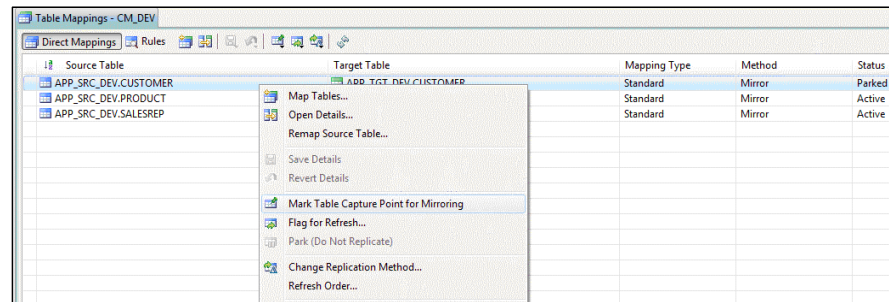 Table Mappings - CM_DEV
Direct Mappings Rules
Source Table Target Table Mapping Type Method Status
APP_SRC_DEV.CUSTOMER APP_TGT_DEV.CUSTOMER Standard Mirror Parked
APP_SRC_DEV.PRODUCT Standard Mirror Active
APP_SRC_DEV.SALESREP Standard Mirror Active
Map Tables...
Open Details...
Remap Source Table...
Save Details
Revert Details
Mark Table Capture Point for Mirroring
Flag for Refresh...
Park (Do Not Replicate)
Change Replication Method...
Refresh Order...